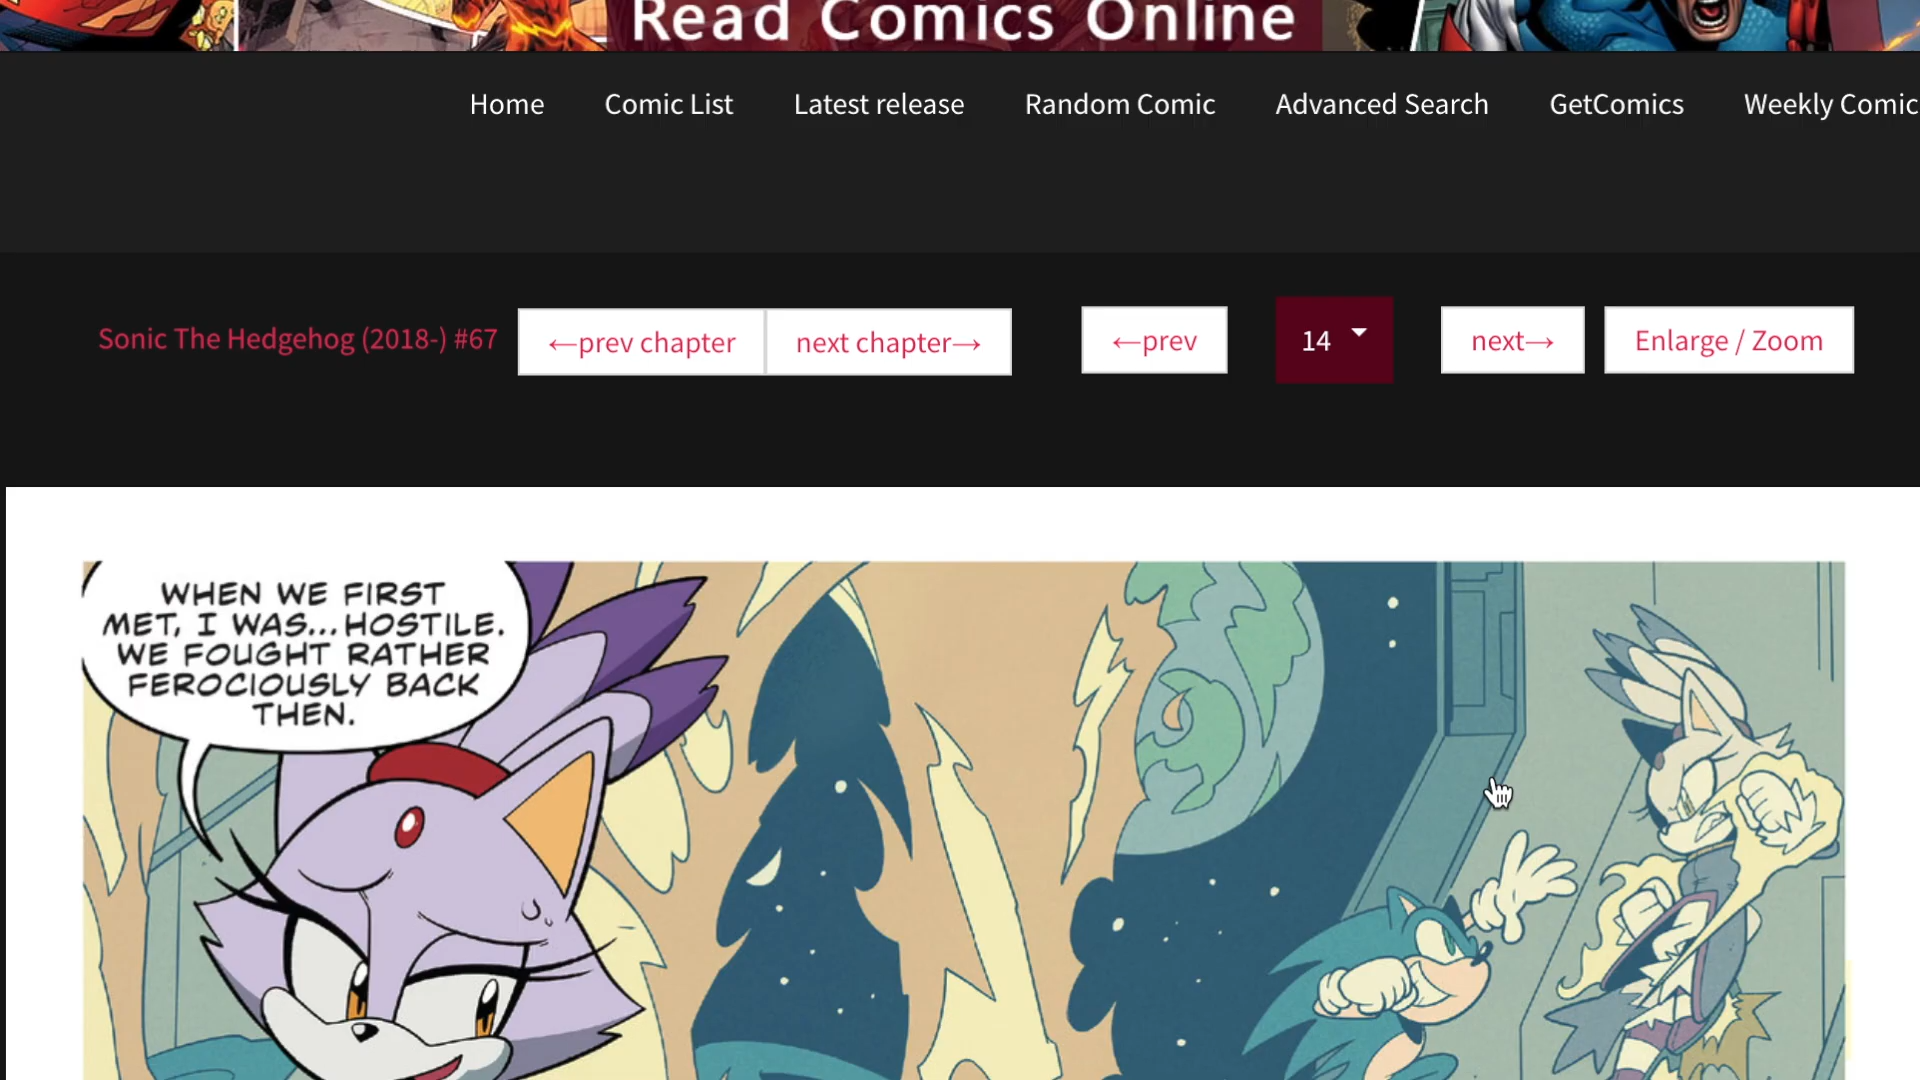 Read Comics Online
Home Comic List Latest release Random Comic Advanced Search GetComics Weekly Comic
Sonic The Hedgehog (2018-) #67 ←prev chapter next chapter→ ←prev 14 next→ Enlarge / Zoom
WHEN WE FIRST
MET, I WAS...HOSTILE.
WE FOUGHT RATHER
FEROCIOUSLY BACK
THEN.